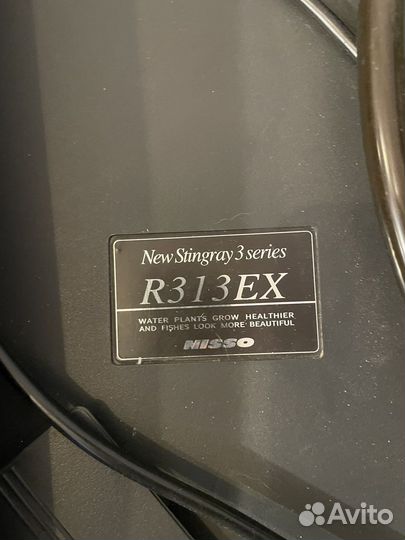 New Stingray 3 series
R313EX
WATER PLANTS GROW HEALTHIER
AND FISHES LOOK MORE BEAUTIFUL
NISSO
Avito